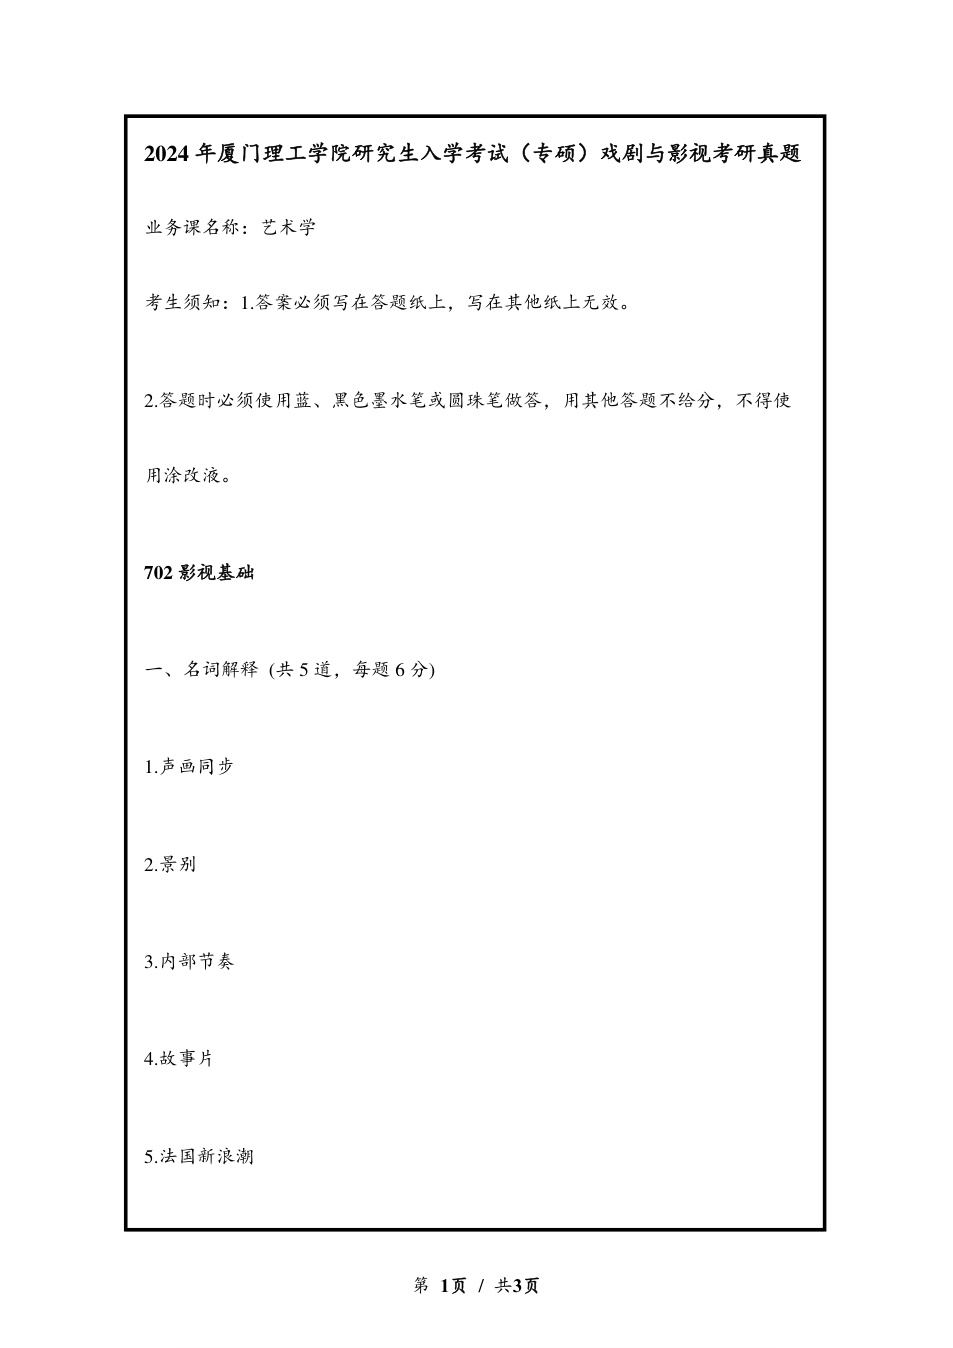 2024 年厦门理工学院研究生入学考试（专硕）戏剧与影视考研真题
业务课名称：艺术学
考生须知：1.答案必须写在答题纸上，写在其他纸上无效。
2.答题时必须使用蓝、黑色墨水笔或圆珠笔做答，用其他答题不给分，不得使
用涂改液。
702 影视基础
一、名词解释 (共 5 道，每题 6 分)
1.声画同步
2.景别
3.内部节奏
4.故事片
5.法国新浪潮
第 1页 / 共3页